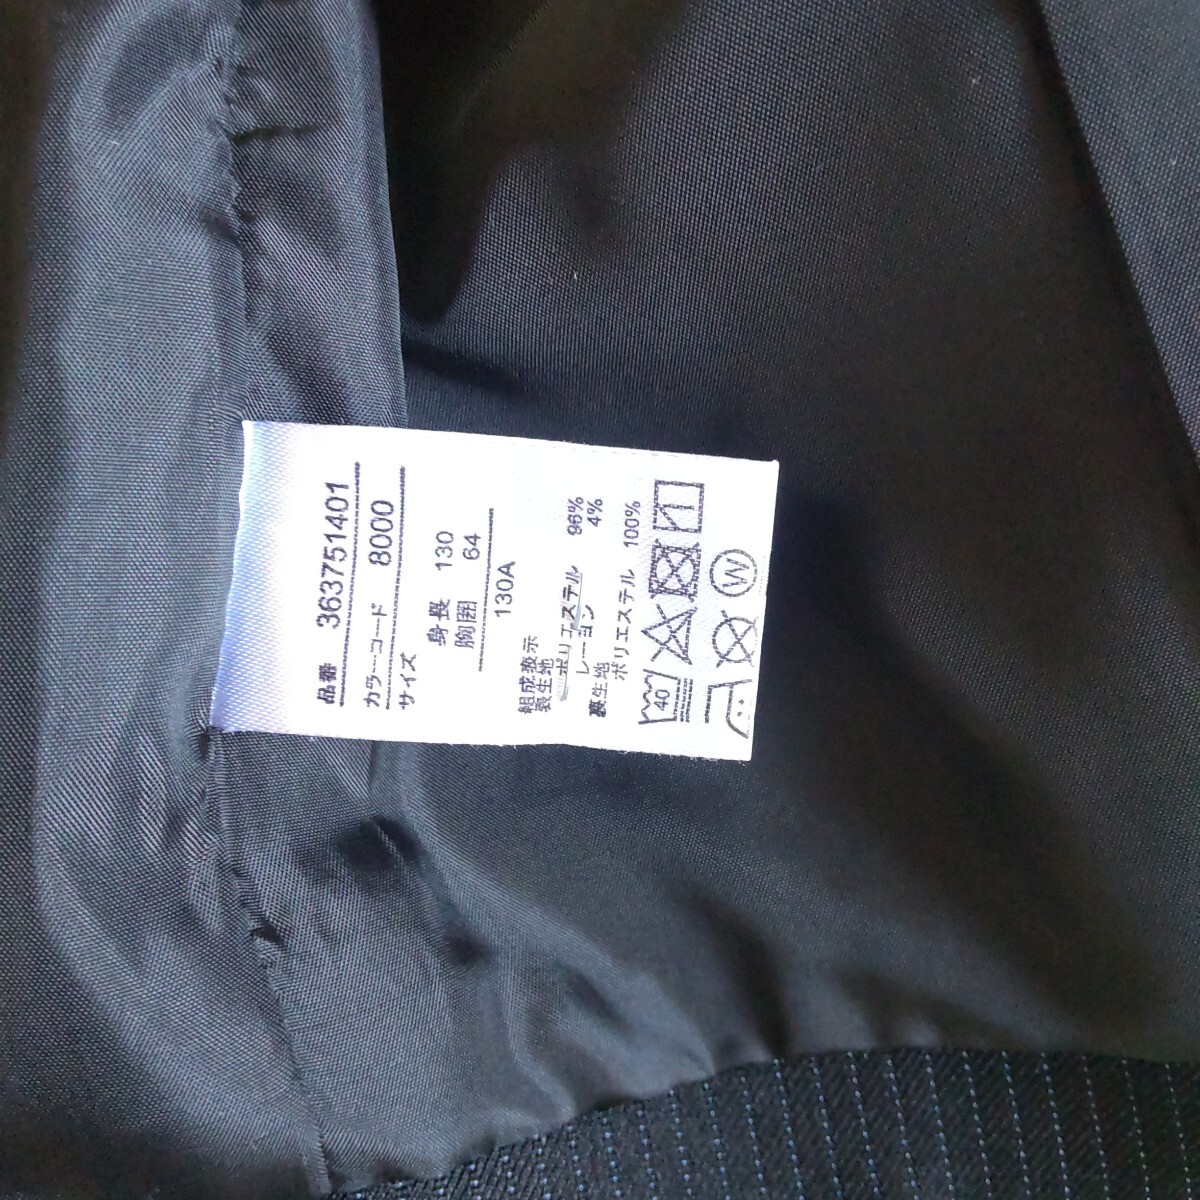 品番 363751401
カラーコード 8000
サイズ
身長 130
胸囲 64
130A
組成表示
表生地
ポリエステル 96%
レーヨン 4%
裏生地
ポリエステル 100%
40
W